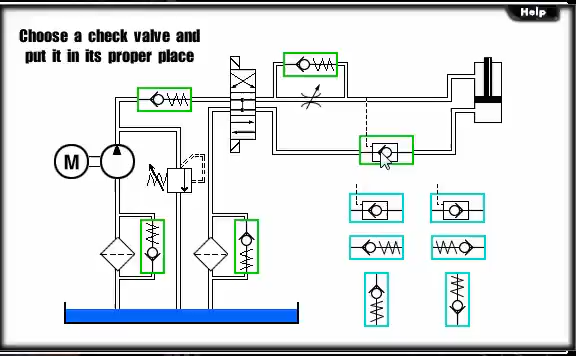 Help
Choose a check valve and
put it in its proper place
M